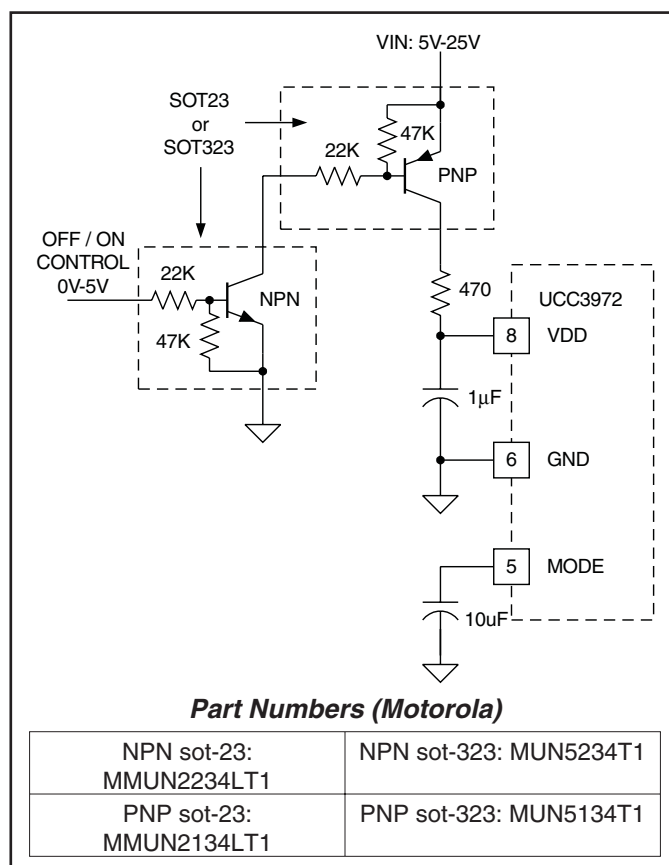 VIN: 5V-25V
SOT23
or
SOT323
47K
22K
PNP
OFF / ON
CONTROL
0V-5V
22K
NPN
47K
470
UCC3972
8
VDD
1µF
6
GND
5
MODE
10uF
Part Numbers (Motorola)
NPN sot-23:
MMUN2234LT1
NPN sot-323: MUN5234T1
PNP sot-23:
MMUN2134LT1
PNP sot-323: MUN5134T1